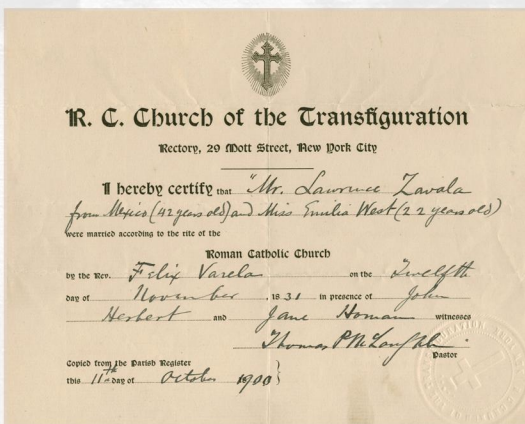 R. C. Church of the Transfiguration
Rectory, 29 Mott Street, New York City
I hereby certify that "Mr. Lawrence Zavala
from Mexico (42 years old) and Miss Emilia West (22 years old)
were married according to the rite of the
Roman Catholic Church
by the Rev. Felix Varela on the Twelfth
day of November, 1831 in presence of John
Herbert and Jane Homan witnesses
Thomas P McLaughlin
Pastor
Copied from the Parish Register
this 11th day of October 1900